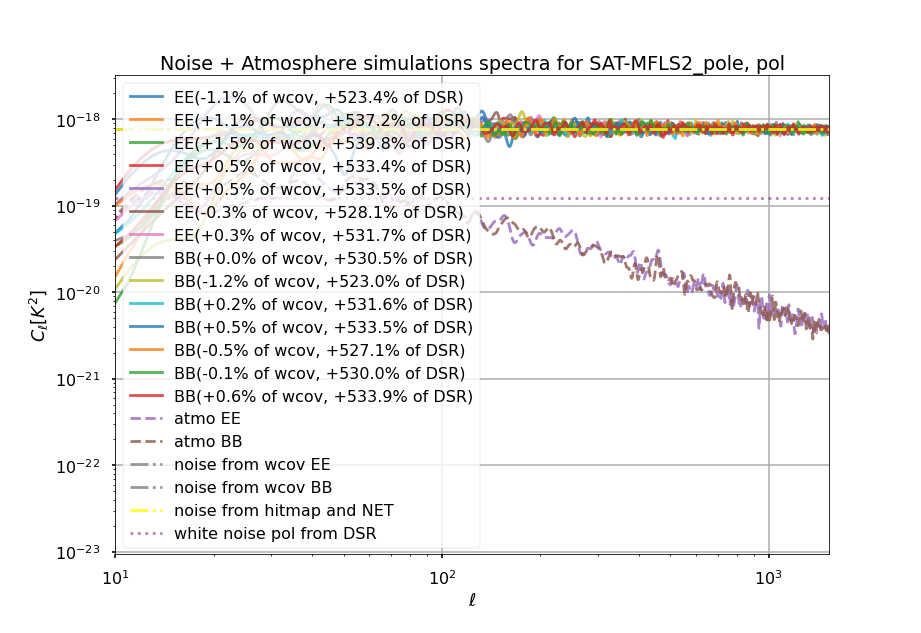 Noise + Atmosphere simulations spectra for SAT-MFLS2_pole, pol
EE(-1.1% of wcov, +523.4% of DSR)
EE(+1.1% of wcov, +537.2% of DSR)
EE(+1.5% of wcov, +539.8% of DSR)
EE(+0.5% of wcov, +533.4% of DSR)
EE(+0.5% of wcov, +533.5% of DSR)
EE(-0.3% of wcov, +528.1% of DSR)
EE(+0.3% of wcov, +531.7% of DSR)
BB(+0.0% of wcov, +530.5% of DSR)
BB(-1.2% of wcov, +523.0% of DSR)
BB(+0.2% of wcov, +531.6% of DSR)
BB(+0.5% of wcov, +533.5% of DSR)
BB(-0.5% of wcov, +527.1% of DSR)
BB(-0.1% of wcov, +530.0% of DSR)
BB(+0.6% of wcov, +533.9% of DSR)
atmo EE
atmo BB
noise from wcov EE
noise from wcov BB
noise from hitmap and NET
white noise pol from DSR
10⁻¹⁸
10⁻¹⁹
10⁻²⁰
10⁻²¹
10⁻²²
10⁻²³
Cℓ[K²]
10¹ 10² 10³
ℓ